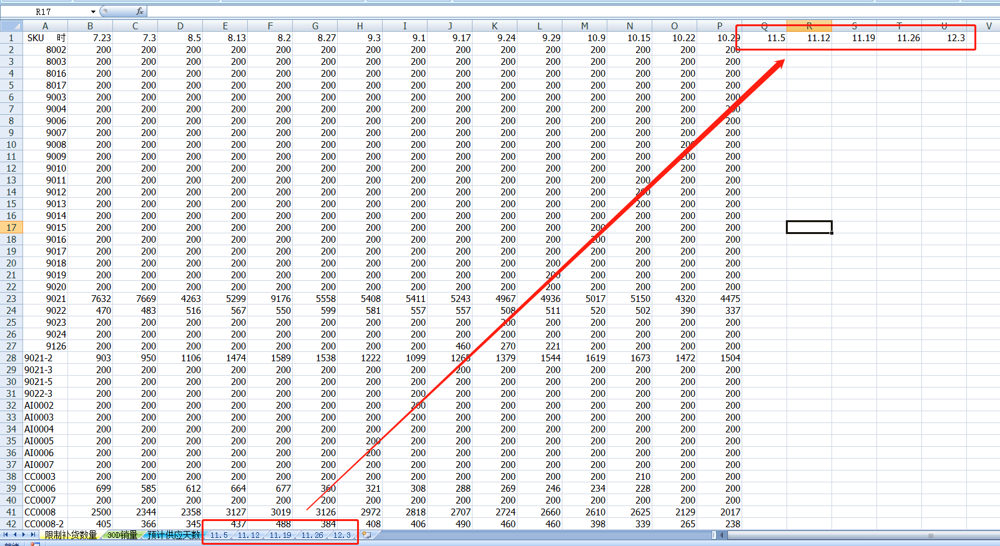 R17 fx
A B C D E F G H I J K L M N O P Q R S T U V
1 SKU 时 7.23 7.3 8.5 8.13 8.2 8.27 9.3 9.1 9.17 9.24 9.29 10.9 10.15 10.22 10.29 11.5 11.12 11.19 11.26 12.3
2 8002 200 200 200 200 200 200 200 200 200 200 200 200 200 200 200
3 8003 200 200 200 200 200 200 200 200 200 200 200 200 200 200 200
4 8016 200 200 200 200 200 200 200 200 200 200 200 200 200 200 200
5 8017 200 200 200 200 200 200 200 200 200 200 200 200 200 200 200
6 9003 200 200 200 200 200 200 200 200 200 200 200 200 200 200 200
7 9004 200 200 200 200 200 200 200 200 200 200 200 200 200 200 200
8 9006 200 200 200 200 200 200 200 200 200 200 200 200 200 200 200
9 9007 200 200 200 200 200 200 200 200 200 200 200 200 200 200 200
10 9008 200 200 200 200 200 200 200 200 200 200 200 200 200 200 200
11 9009 200 200 200 200 200 200 200 200 200 200 200 200 200 200 200
12 9010 200 200 200 200 200 200 200 200 200 200 200 200 200 200 200
13 9011 200 200 200 200 200 200 200 200 200 200 200 200 200 200 200
14 9012 200 200 200 200 200 200 200 200 200 200 200 200 200 200 200
15 9013 200 200 200 200 200 200 200 200 200 200 200 200 200 200 200
16 9014 200 200 200 200 200 200 200 200 200 200 200 200 200 200 200
17 9015 200 200 200 200 200 200 200 200 200 200 200 200 200 200 200
18 9016 200 200 200 200 200 200 200 200 200 200 200 200 200 200 200
19 9017 200 200 200 200 200 200 200 200 200 200 200 200 200 200 200
20 9018 200 200 200 200 200 200 200 200 200 200 200 200 200 200 200
21 9019 200 200 200 200 200 200 200 200 200 200 200 200 200 200 200
22 9020 200 200 200 200 200 200 200 200 200 200 200 200 200 200 200
23 9021 7632 7669 4263 5299 9176 5558 5408 5411 5243 4967 4936 5017 5150 4320 4475
24 9022 470 483 516 567 550 599 581 557 557 508 511 520 502 390 337
25 9023 200 200 200 200 200 200 200 200 200 200 200 200 200 200 200
26 9024 200 200 200 200 200 200 200 200 200 200 200 200 200 200 200
27 9126 200 200 200 200 200 200 200 200 460 270 221 200 200 200 200
28 9021-2 903 950 1106 1474 1589 1538 1222 1099 1265 1379 1544 1619 1673 1472 1504
29 9021-3 200 200 200 200 200 200 200 200 200 200 200 200 200 200 200
30 9021-5 200 200 200 200 200 200 200 200 200 200 200 200 200 200 200
31 9022-3 200 200 200 200 200 200 200 200 200 200 200 200 200 200 200
32 AI0002 200 200 200 200 200 200 200 200 200 200 200 200 200 200 200
33 AI0003 200 200 200 200 200 200 200 200 200 200 200 200 200 200 200
34 AI0004 200 200 200 200 200 200 200 200 200 200 200 200 200 200 200
35 AI0005 200 200 200 200 200 200 200 200 200 200 200 200 200 200 200
36 AI0006 200 200 200 200 200 200 200 200 200 200 200 200 200 200 200
37 AI0007 200 200 200 200 200 200 200 200 200 200 200 200 200 200 200
38 CC0003 200 200 200 200 200 200 200 200 200 200 200 200 210 200 200
39 CC0006 699 585 612 664 677 360 321 308 288 269 246 234 228 200 200
40 CC0007 200 200 200 200 200 200 200 200 200 200 200 200 200 200 200
41 CC0008 2500 2344 2358 3127 3019 3126 2972 2818 2707 2724 2660 2610 2625 2129 2017
42 CC0008-2 405 366 345 437 488 384 408 406 490 460 460 398 339 265 238
限制补货数量 30D销量 预计供应天数 11.5 11.12 11.19 11.26 12.3
就绪